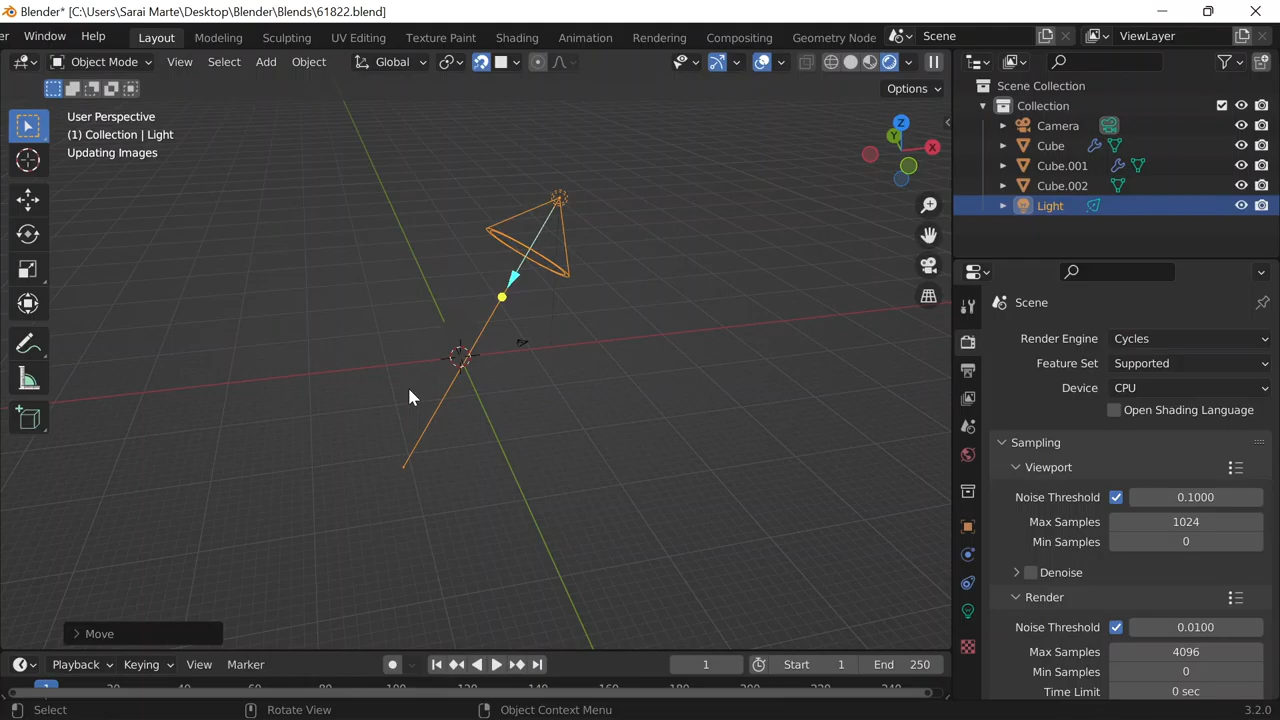 Blender* [C:\Users\Sarai Marte\Desktop\Blender\Blends\61822.blend]
er Window Help Layout Modeling Sculpting UV Editing Texture Paint Shading Animation Rendering Compositing Geometry Node Scene ViewLayer
Object Mode View Select Add Object Global
Options
User Perspective
(1) Collection | Light
Updating Images
Z
Y
X
Move
Scene Collection
Collection
Camera
Cube
Cube.001
Cube.002
Light
Scene
Render Engine Cycles
Feature Set Supported
Device CPU
Open Shading Language
Sampling
Viewport
Noise Threshold 0.1000
Max Samples 1024
Min Samples 0
Denoise
Render
Noise Threshold 0.0100
Max Samples 4096
Min Samples 0
Time Limit 0 sec
Playback Keying View Marker 1 Start 1 End 250
Select Rotate View Object Context Menu 3.2.0